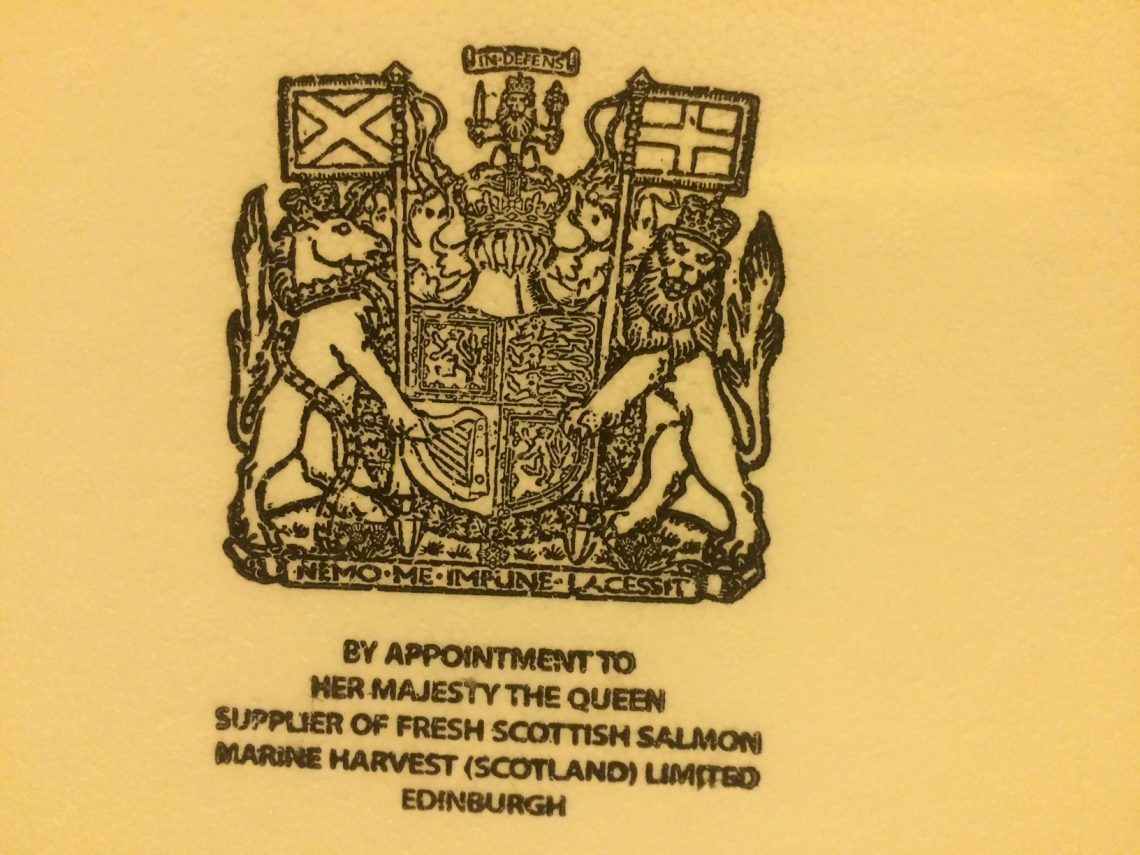 IN·DEFENS
NEMO·ME·IMPUNE·LACESSIT
BY APPOINTMENT TO
HER MAJESTY THE QUEEN
SUPPLIER OF FRESH SCOTTISH SALMON
MARINE HARVEST (SCOTLAND) LIMITED
EDINBURGH